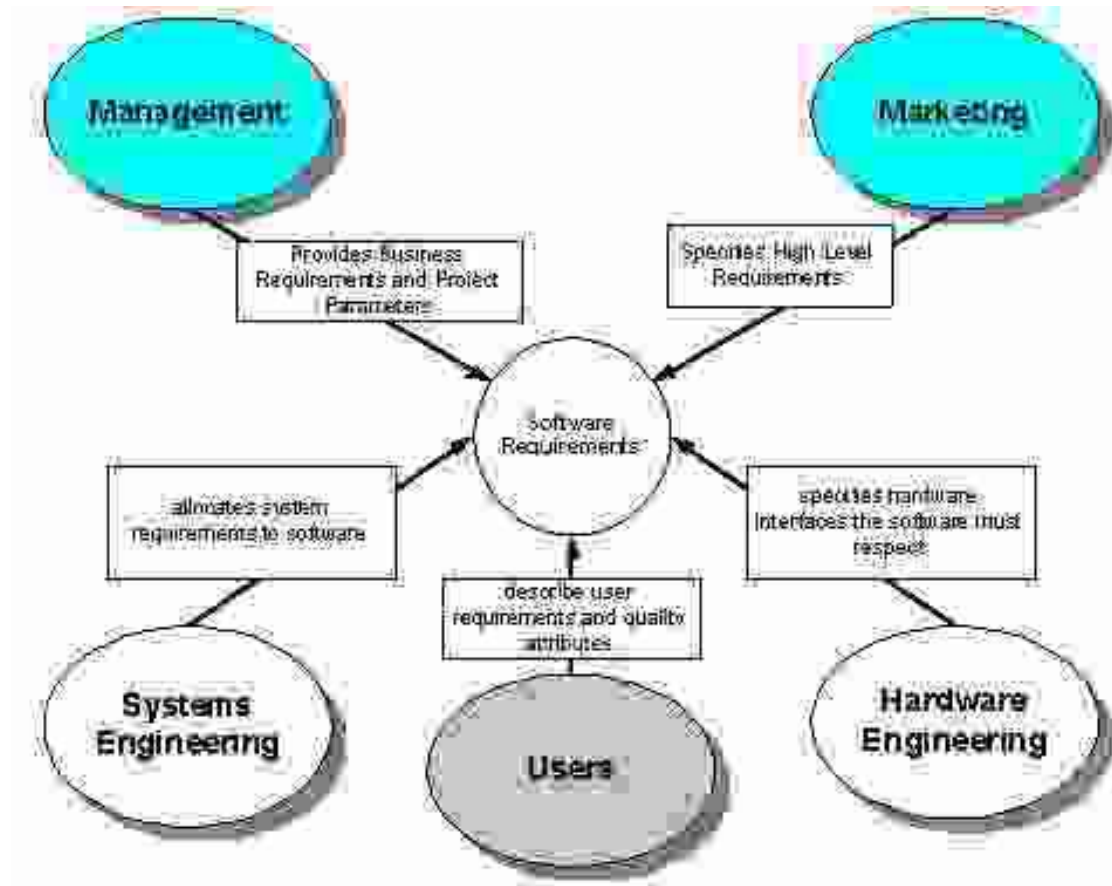 Management
Marketing
Provides Business
Requirements and Project
Parameters
Specifies High Level
Requirements
Software
Requirements
allocates system
requirements to software
specifies hardware
interfaces the software must
respect
describe user
requirements and quality
attributes
Systems
Engineering
Users
Hardware
Engineering